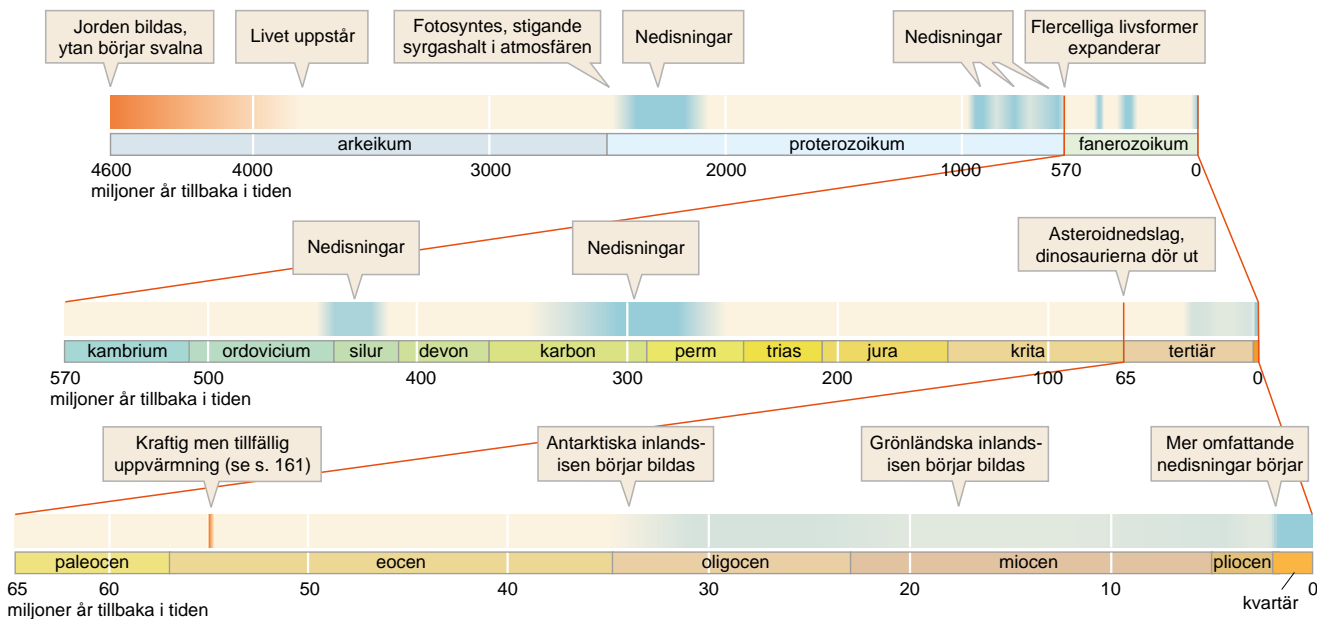 Jorden bildas,
ytan börjar svalna
Livet uppstår
Fotosyntes, stigande
syrgashalt i atmosfären
Nedisningar
Nedisningar
Flercelliga livsformer
expanderar
arkeikum
proterozoikum
fanerozoikum
4600
4000
3000
2000
1000
570
0
miljoner år tillbaka i tiden
Nedisningar
Nedisningar
Asteroidnedslag,
dinosaurierna dör ut
kambrium
ordovicium
silur
devon
karbon
perm
trias
jura
krita
tertiär
570
500
400
300
200
100
65
0
miljoner år tillbaka i tiden
Kraftig men tillfällig
uppvärmning (se s. 161)
Antarktiska inlands-
isen börjar bildas
Grönländska inlands-
isen börjar bildas
Mer omfattande
nedisningar börjar
paleocen
eocen
oligocen
miocen
pliocen
65
60
50
40
30
20
10
0
kvartär
miljoner år tillbaka i tiden